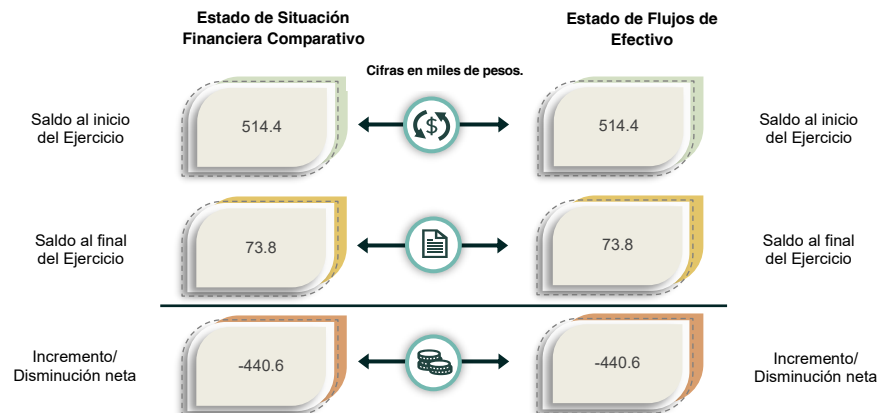 Estado de Situación
Financiera Comparativo
Estado de Flujos de
Efectivo
Cifras en miles de pesos.
Saldo al inicio
del Ejercicio
514.4
$
514.4
Saldo al inicio
del Ejercicio
Saldo al final
del Ejercicio
73.8
73.8
Saldo al final
del Ejercicio
Incremento/
Disminución neta
-440.6
-440.6
Incremento/
Disminución neta